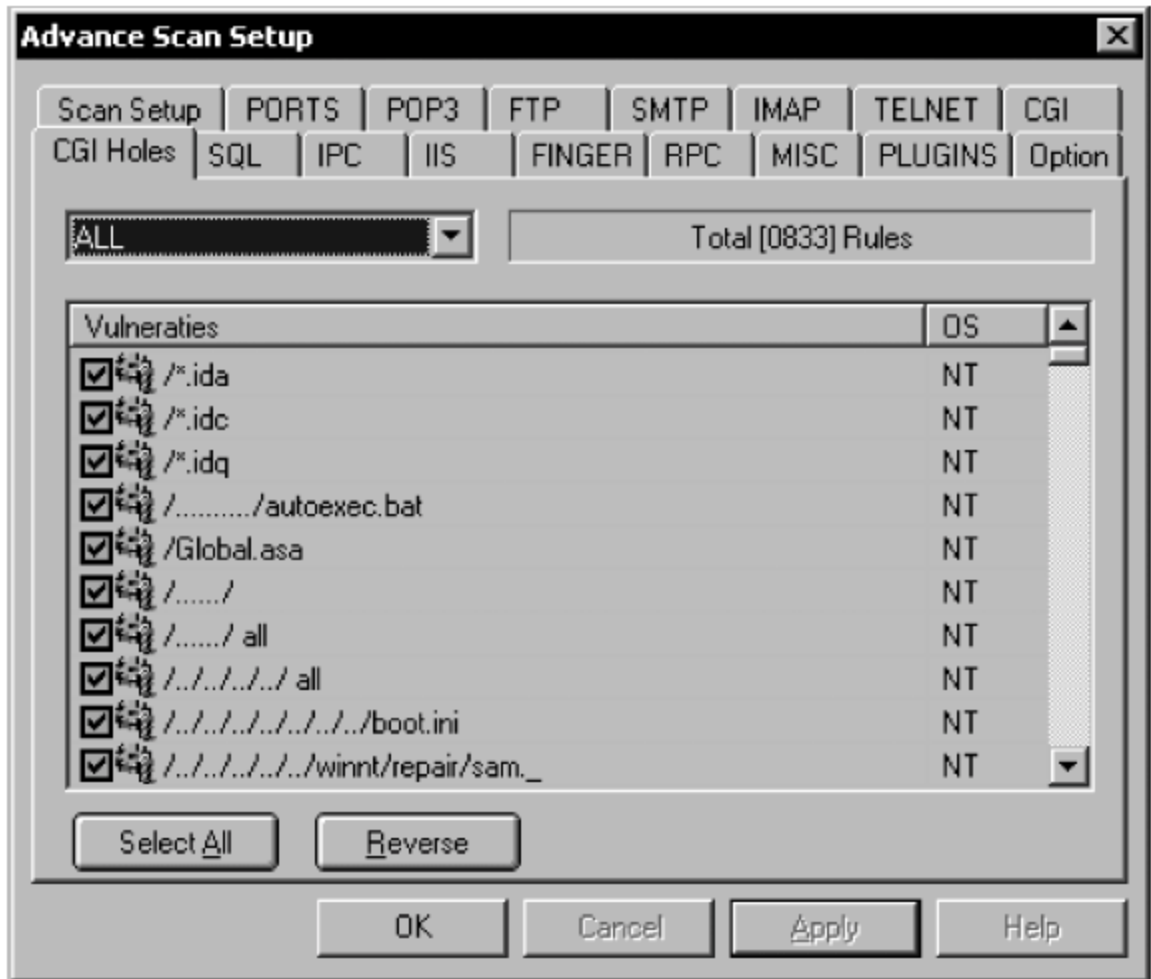 Advance Scan Setup
Scan Setup PORTS POP3 FTP SMTP IMAP TELNET CGI
CGI Holes SQL IPC IIS FINGER RPC MISC PLUGINS Option
ALL Total [0833] Rules
Vulneraties OS
/*.ida NT
/*.idc NT
/*.idq NT
/........../autoexec.bat NT
/Global.asa NT
/....../ NT
/....../ all NT
/../../../../ all NT
/../../../../../../../../boot.ini NT
/../../../../../../winnt/repair/sam._ NT
Select All Reverse
OK Cancel Apply Help